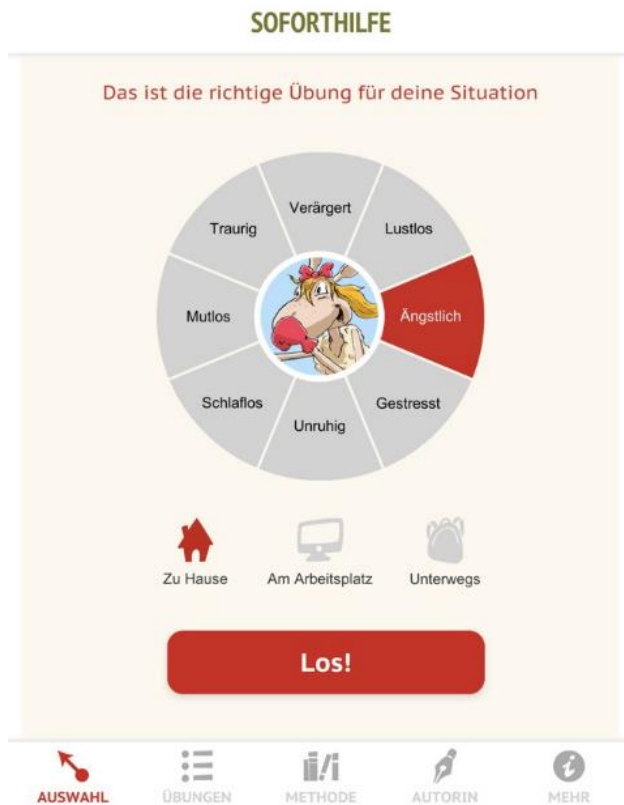 SOFORTHILFE
Das ist die richtige Übung für deine Situation
Verärgert
Traurig
Lustlos
Mutlos
Ängstlich
Schlaflos
Gestresst
Unruhig
Zu Hause
Am Arbeitsplatz
Unterwegs
Los!
AUSWAHL
ÜBUNGEN
METHODE
AUTORIN
MEHR